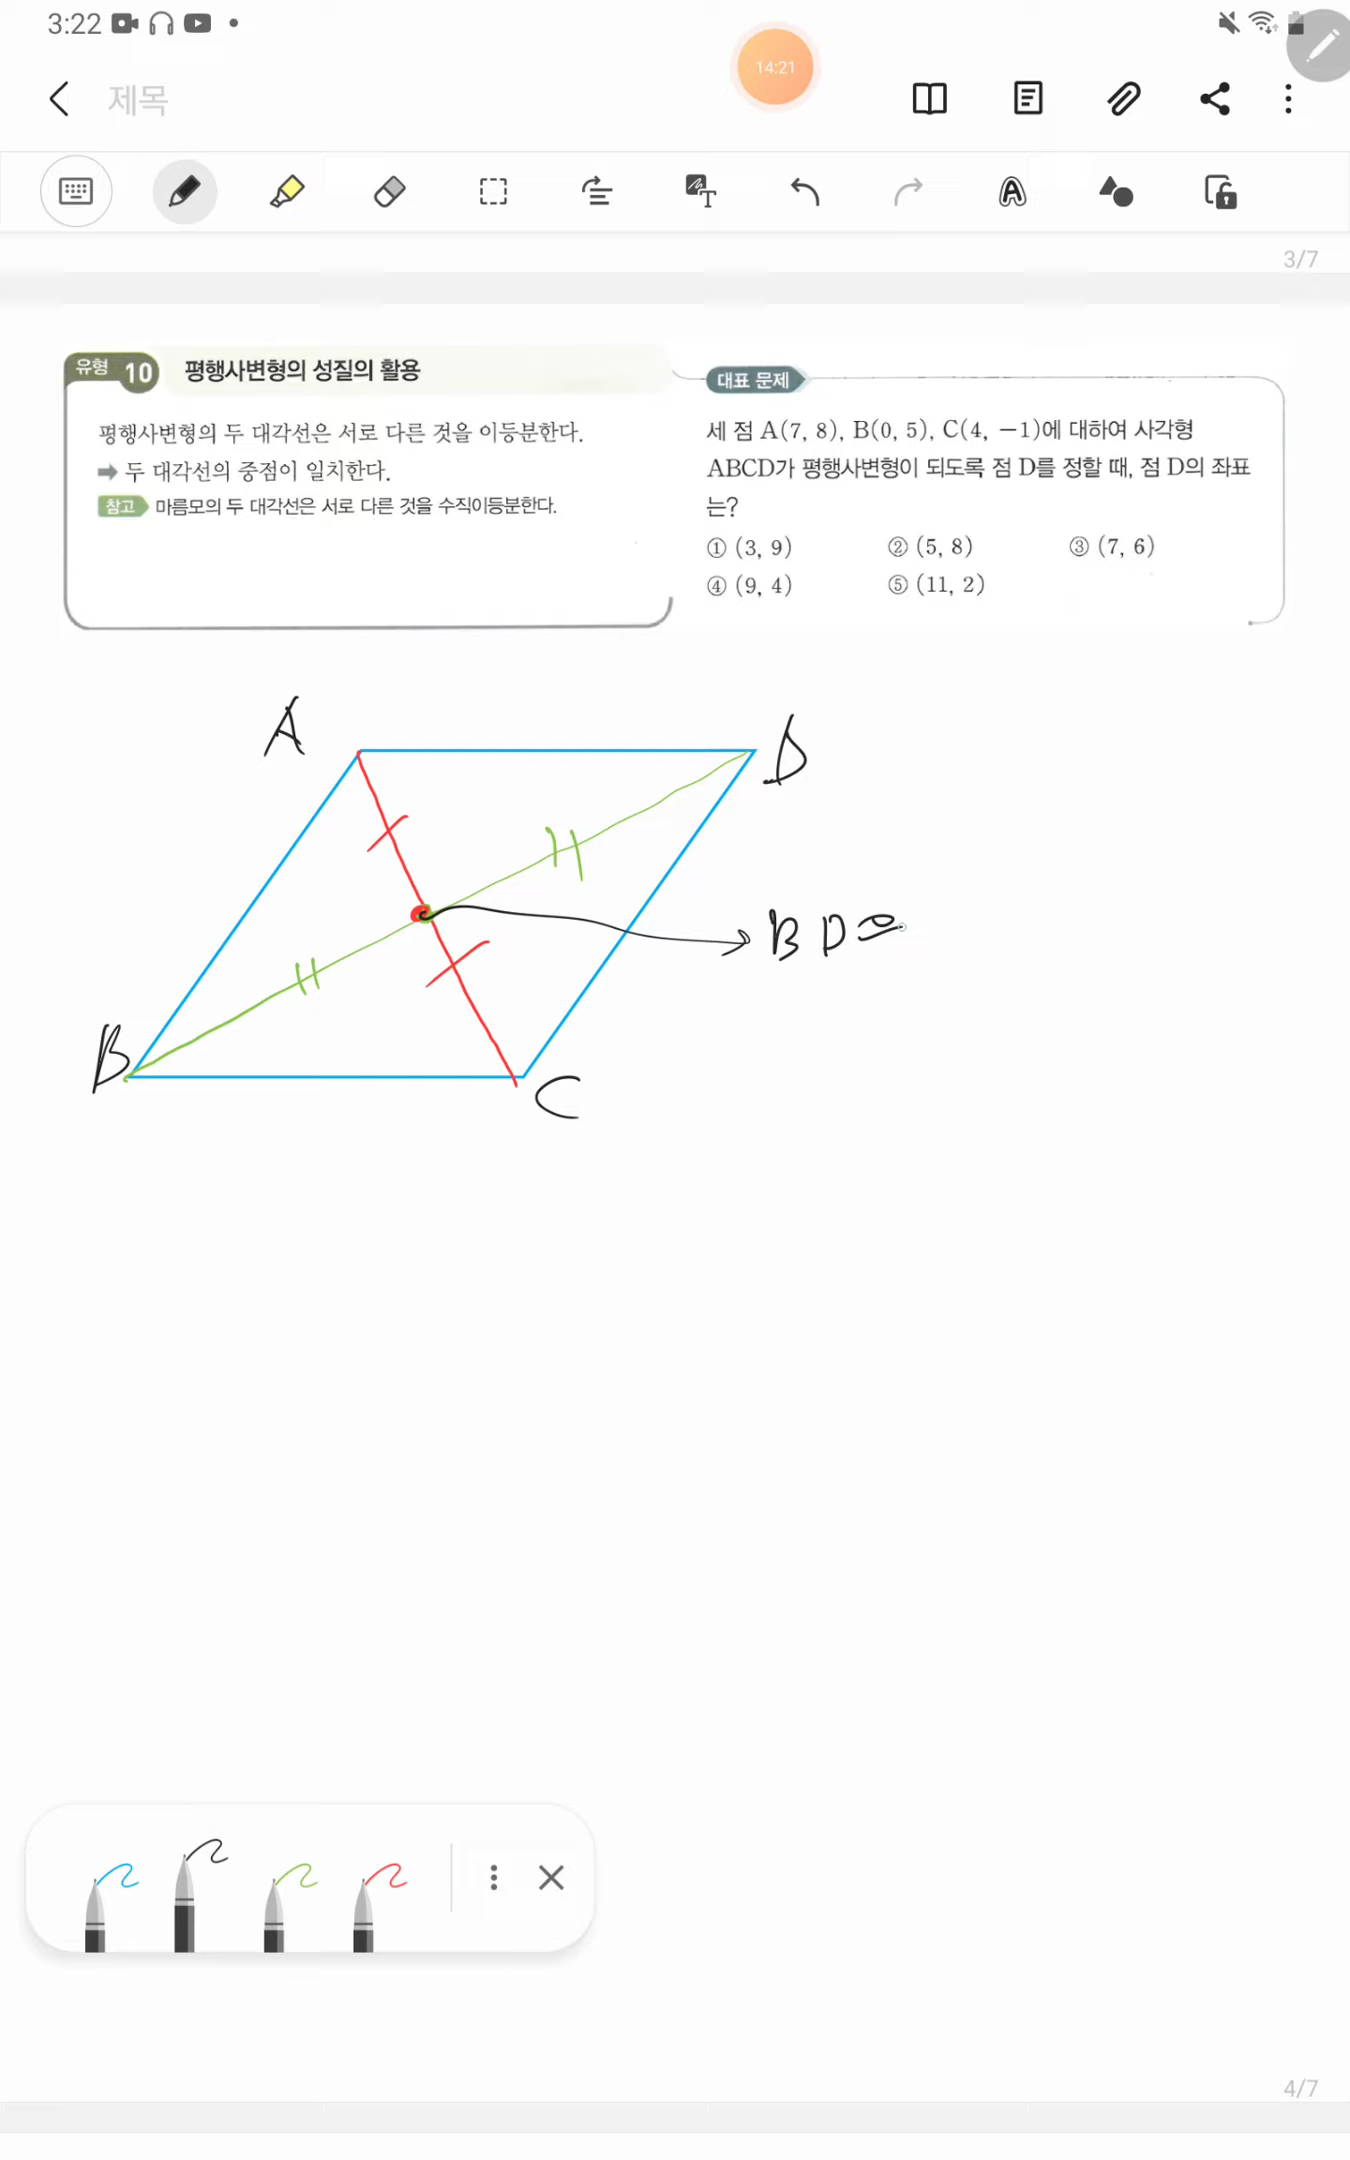 3:22
14:21
제목
3/7
유형 10 평행사변형의 성질의 활용
평행사변형의 두 대각선은 서로 다른 것을 이등분한다.
➡ 두 대각선의 중점이 일치한다.
참고 마름모의 두 대각선은 서로 다른 것을 수직이등분한다.
대표 문제
세 점 A(7, 8), B(0, 5), C(4, -1)에 대하여 사각형
ABCD가 평행사변형이 되도록 점 D를 정할 때, 점 D의 좌표
는?
① (3, 9) ② (5, 8) ③ (7, 6)
④ (9, 4) ⑤ (11, 2)
A
D
B D
B
C
4/7